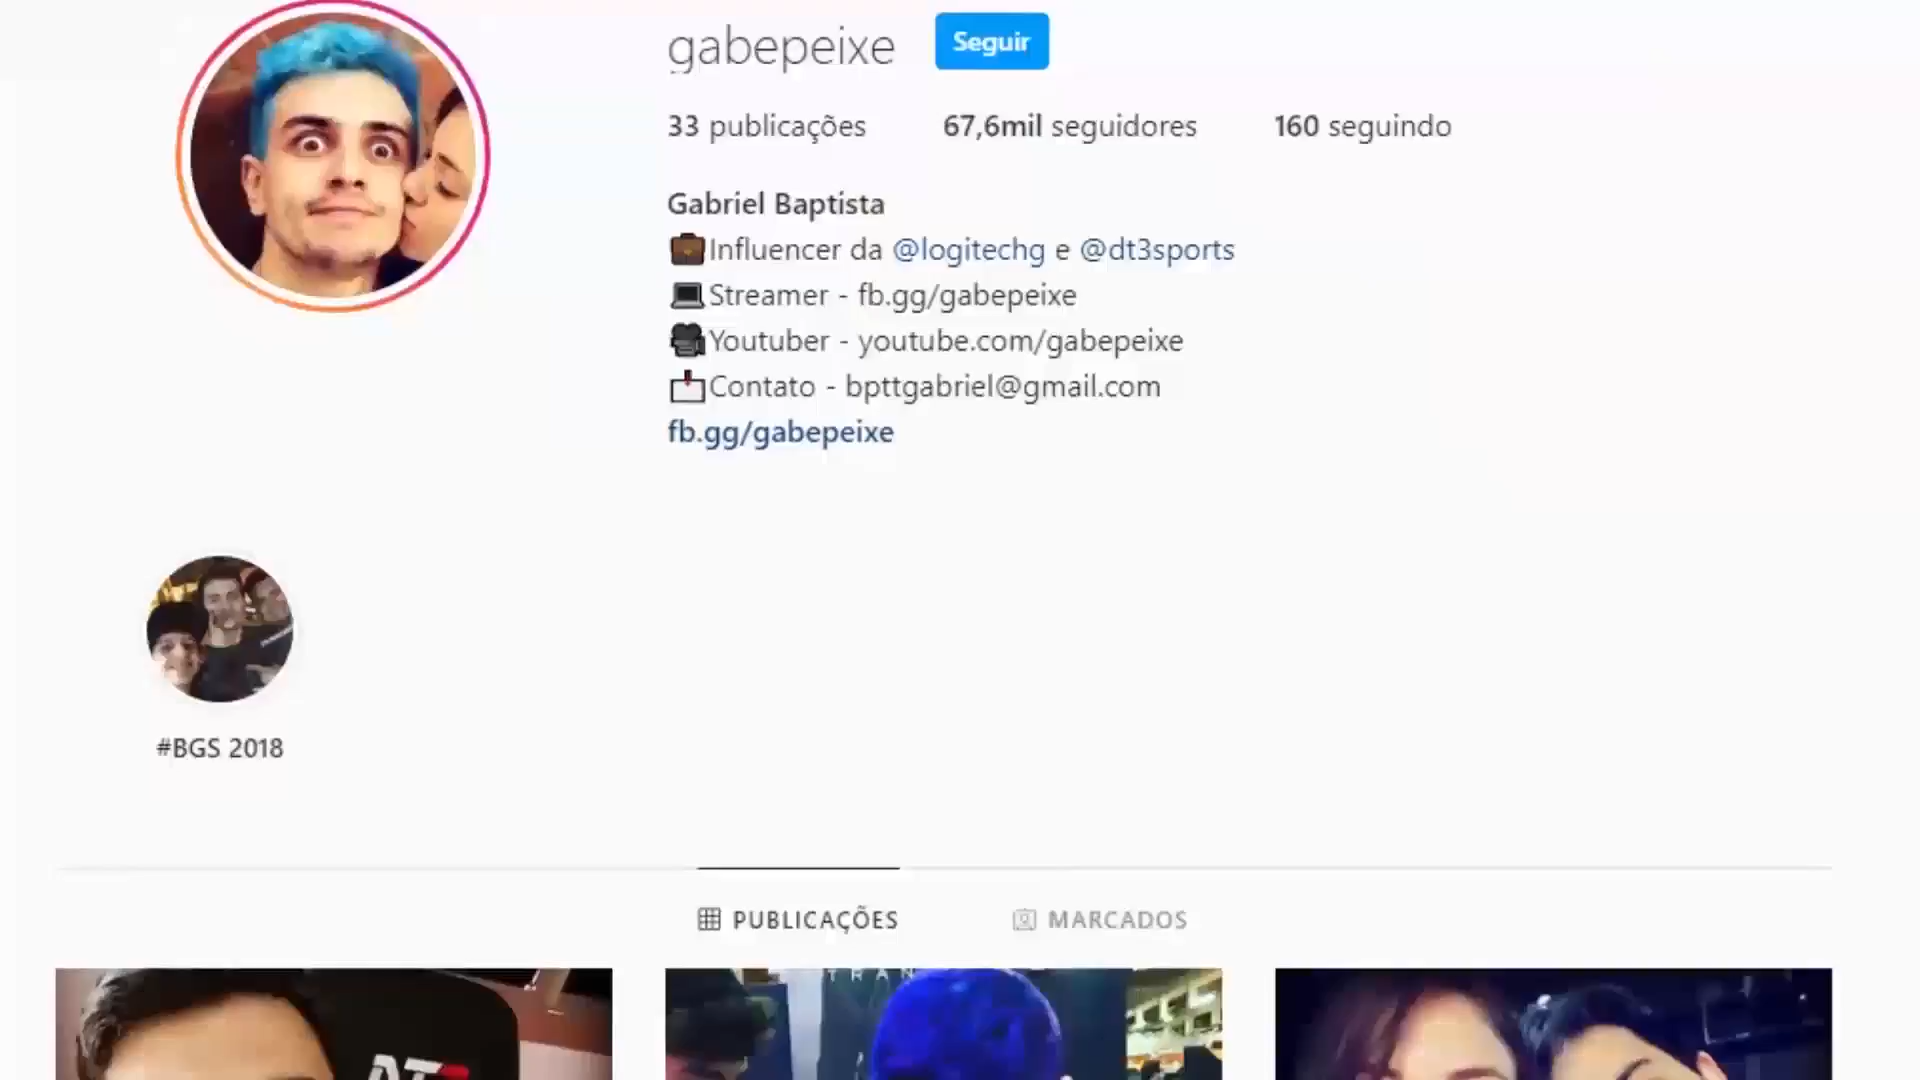 gabepeixe Seguir
33 publicações 67,6mil seguidores 160 seguindo
Gabriel Baptista
Influencer da @logitechg e @dt3sports
Streamer - fb.gg/gabepeixe
Youtuber - youtube.com/gabepeixe
Contato - bpttgabriel@gmail.com
fb.gg/gabepeixe
#BGS 2018
PUBLICAÇÕES MARCADOS